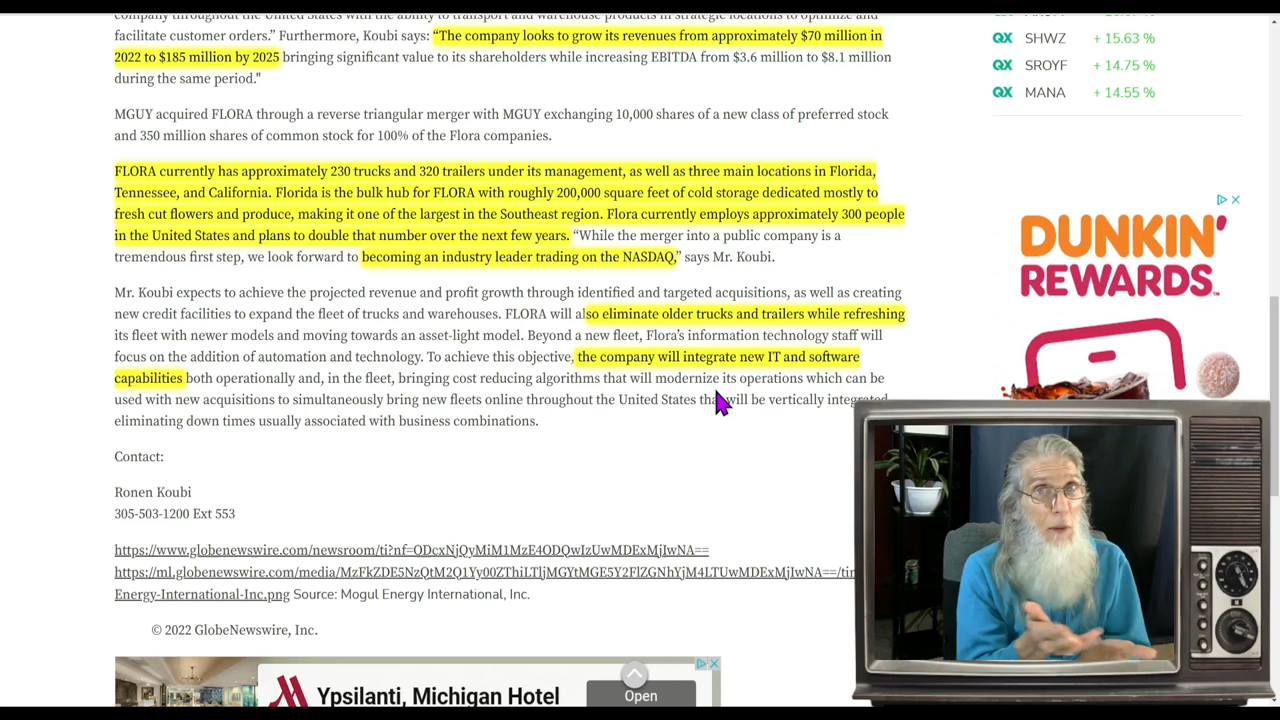 company throughout the United States with the ability to transport and warehouse products in strategic locations to optimize and
facilitate customer orders.” Furthermore, Koubi says: “The company looks to grow its revenues from approximately $70 million in
2022 to $185 million by 2025 bringing significant value to its shareholders while increasing EBITDA from $3.6 million to $8.1 million
during the same period."
MGUY acquired FLORA through a reverse triangular merger with MGUY exchanging 10,000 shares of a new class of preferred stock
and 350 million shares of common stock for 100% of the Flora companies.
FLORA currently has approximately 230 trucks and 320 trailers under its management, as well as three main locations in Florida,
Tennessee, and California. Florida is the bulk hub for FLORA with roughly 200,000 square feet of cold storage dedicated mostly to
fresh cut flowers and produce, making it one of the largest in the Southeast region. Flora currently employs approximately 300 people
in the United States and plans to double that number over the next few years. “While the merger into a public company is a
tremendous first step, we look forward to becoming an industry leader trading on the NASDAQ,” says Mr. Koubi.
Mr. Koubi expects to achieve the projected revenue and profit growth through identified and targeted acquisitions, as well as creating
new credit facilities to expand the fleet of trucks and warehouses. FLORA will also eliminate older trucks and trailers while refreshing
its fleet with newer models and moving towards an asset-light model. Beyond a new fleet, Flora’s information technology staff will
focus on the addition of automation and technology. To achieve this objective, the company will integrate new IT and software
capabilities both operationally and, in the fleet, bringing cost reducing algorithms that will modernize its operations which can be
used with new acquisitions to simultaneously bring new fleets online throughout the United States that will be vertically integrated
eliminating down times usually associated with business combinations.
Contact:
Ronen Koubi
305-503-1200 Ext 553
Energy-International-Inc.png Source: Mogul Energy International, Inc.
© 2022 GlobeNewswire, Inc.
QX SHWZ + 15.63 %
QX SROYF + 14.75 %
QX MANA + 14.55 %
DUNKIN'
REWARDS
Ypsilanti, Michigan Hotel
Open